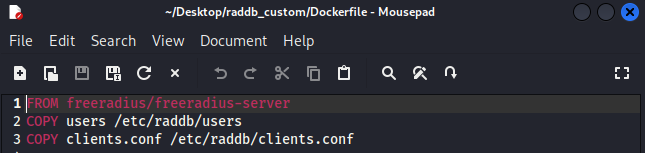 ~/Desktop/raddb_custom/Dockerfile - Mousepad
File Edit Search View Document Help
1 FROM freeradius/freeradius-server
2 COPY users /etc/raddb/users
3 COPY clients.conf /etc/raddb/clients.conf